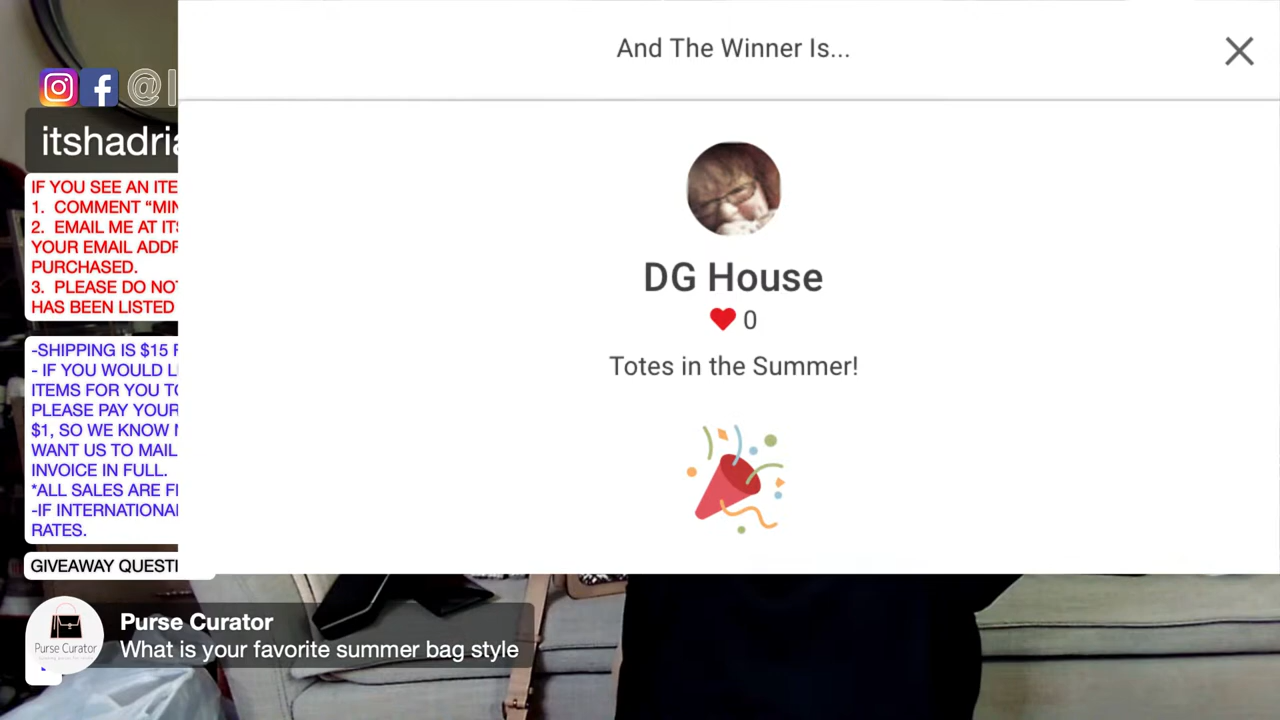 And The Winner Is...
@
itshadria
IF YOU SEE AN ITE
1. COMMENT “MIN
2. EMAIL ME AT IT
YOUR EMAIL ADDR
PURCHASED.
3. PLEASE DO NO
HAS BEEN LISTED
-SHIPPING IS $15
- IF YOU WOULD L
ITEMS FOR YOU TO
PLEASE PAY YOUR
$1, SO WE KNOW
WANT US TO MAIL
INVOICE IN FULL.
*ALL SALES ARE FI
-IF INTERNATIONAL
RATES.
GIVEAWAY QUESTI
DG House
0
Totes in the Summer!
Purse Curator
Purse Curator
What is your favorite summer bag style